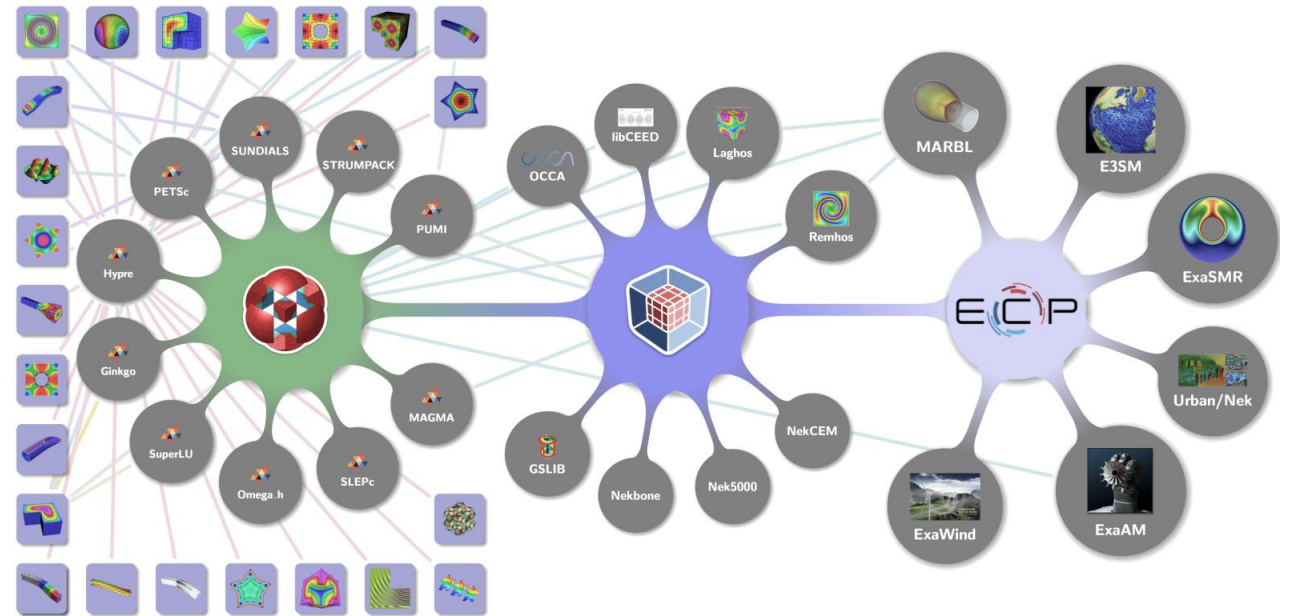 SUNDIALS
STRUMPACK
PETSc
PUMI
Hypre
Ginkgo
MAGMA
SuperLU
Omega_h
SLEPc
libCEED
OCCA
Laghos
Remhos
GSLIB
Nekbone
Nek5000
NekCEM
MARBL
E3SM
ExaSMR
ECP
Urban/Nek
ExaWind
ExaAM